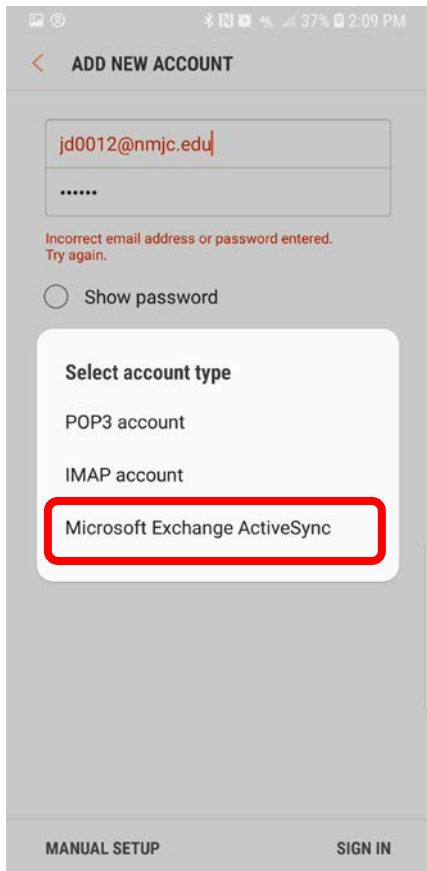 37% 2:09 PM
ADD NEW ACCOUNT
jd0012@nmjc.edu
••••••
Incorrect email address or password entered.
Try again.
Show password
Select account type
POP3 account
IMAP account
Microsoft Exchange ActiveSync
MANUAL SETUP SIGN IN